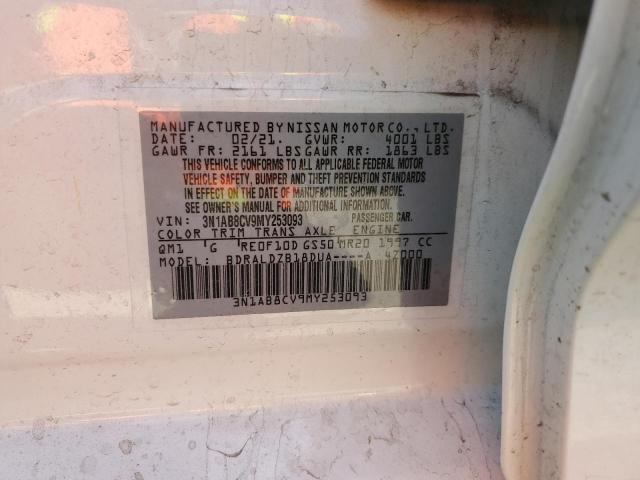 MANUFACTURED BY NISSAN MOTOR CO., LTD.
DATE: 02/21. GVWR: 4001 LBS
GAWR FR: 2161 LBS GAWR RR: 1863 LBS
THIS VEHICLE CONFORMS TO ALL APPLICABLE FEDERAL MOTOR
VEHICLE SAFETY, BUMPER AND THEFT PREVENTION STANDARDS
IN EFFECT ON THE DATE OF MANUFACTURE SHOWN ABOVE.
SEE OWNER'S MANUAL FOR ADDITIONAL INFORMATION.
VIN: 3N1AB8CV9MY253093 PASSENGER CAR.
COLOR TRIM TRANS AXLE ENGINE
QM1 G RE0F10D GS50 MR20 1997 CC
MODEL: BDRALDZB18DUA----A 4Z000
3N1AB8CV9MY253093